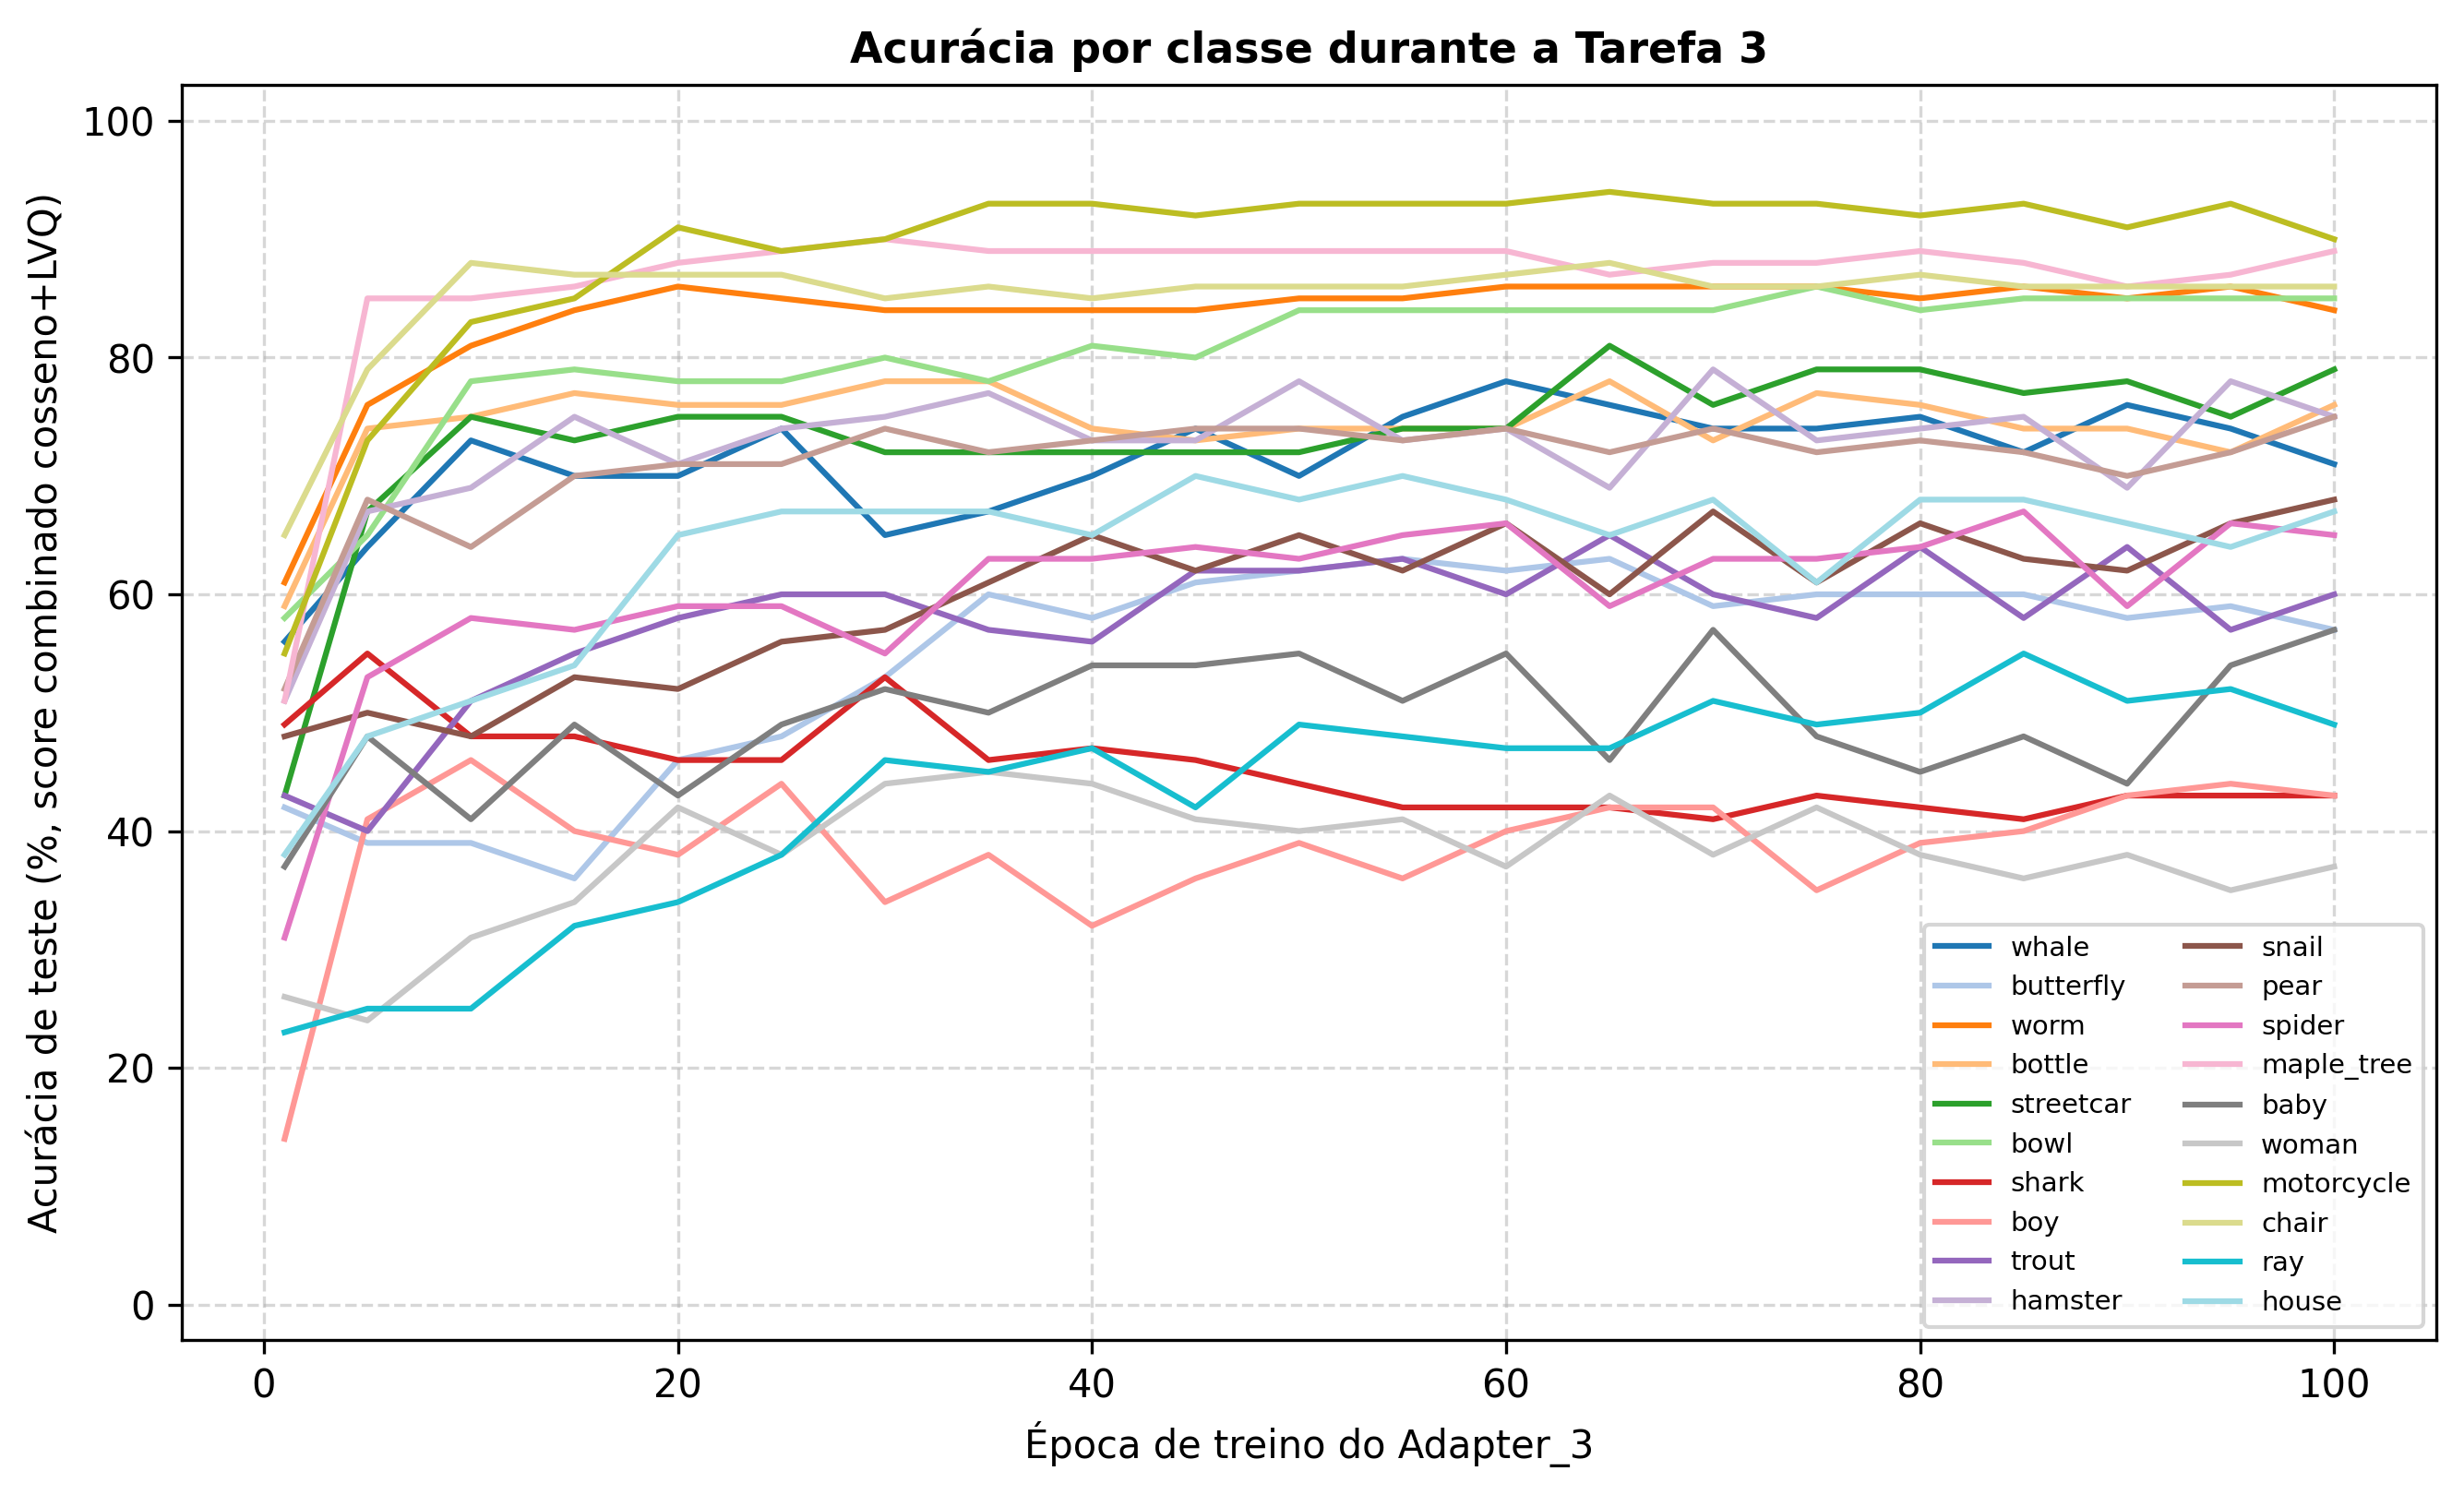 Acurácia por classe durante a Tarefa 3
Acurácia de teste (%, score combinado cosseno+LVQ)
100
80
60
40
20
0
0 20 40 60 80 100
Época de treino do Adapter_3
whale
butterfly
worm
bottle
streetcar
bowl
shark
boy
trout
hamster
snail
pear
spider
maple_tree
baby
woman
motorcycle
chair
ray
house